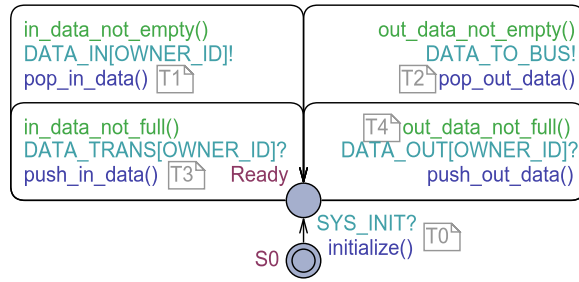 in_data_not_empty()
DATA_IN[OWNER_ID]!
pop_in_data() T1
out_data_not_empty()
DATA_TO_BUS!
T2 pop_out_data()
in_data_not_full()
DATA_TRANS[OWNER_ID]?
push_in_data() T3 Ready
T4 out_data_not_full()
DATA_OUT[OWNER_ID]?
push_out_data()
SYS_INIT?
initialize() T0
S0